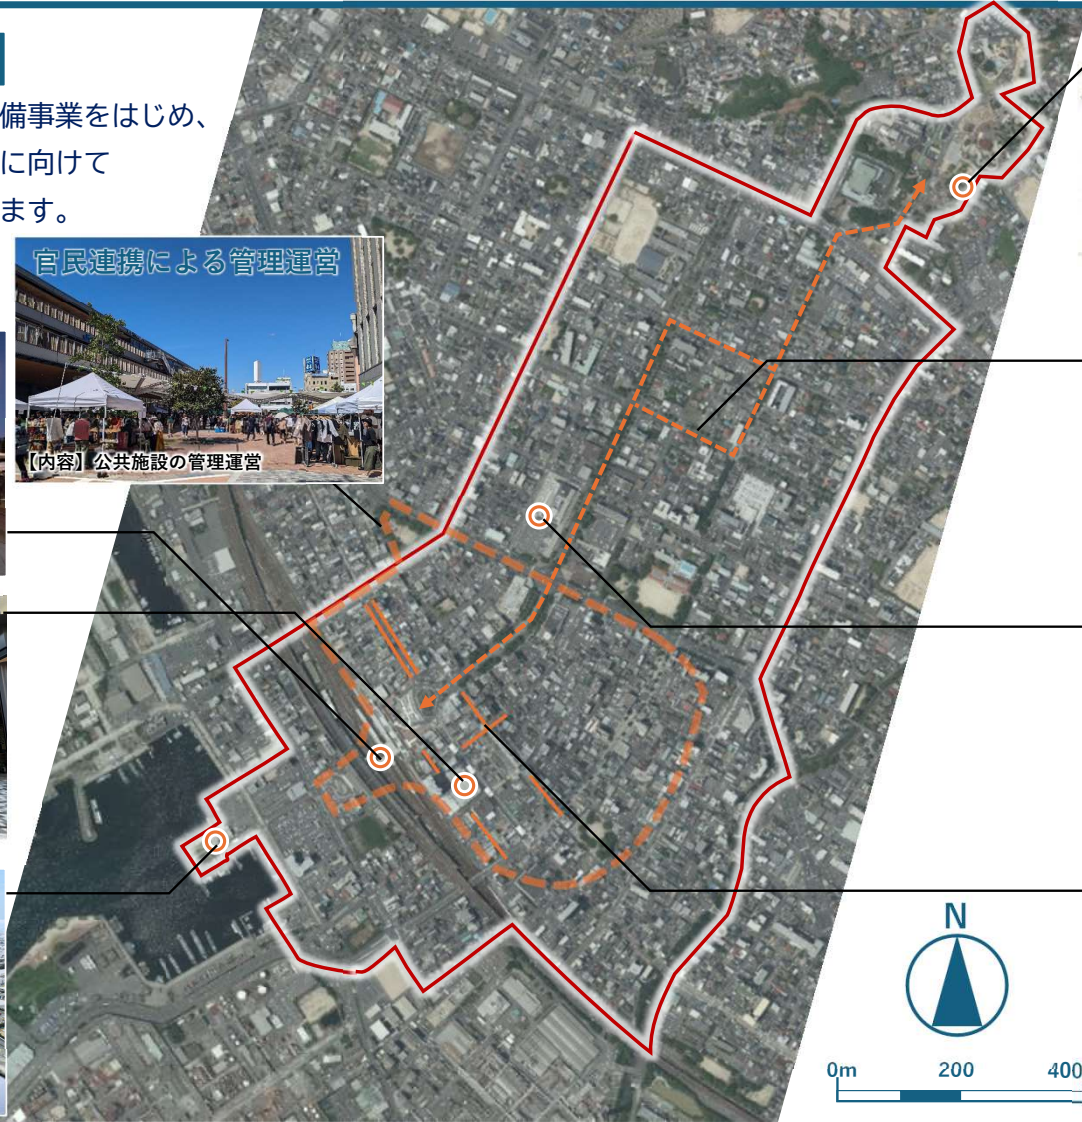 備事業をはじめ、
に向けて
ます。
官民連携による管理運営
【内容】公共施設の管理運営
N
0m 200 400